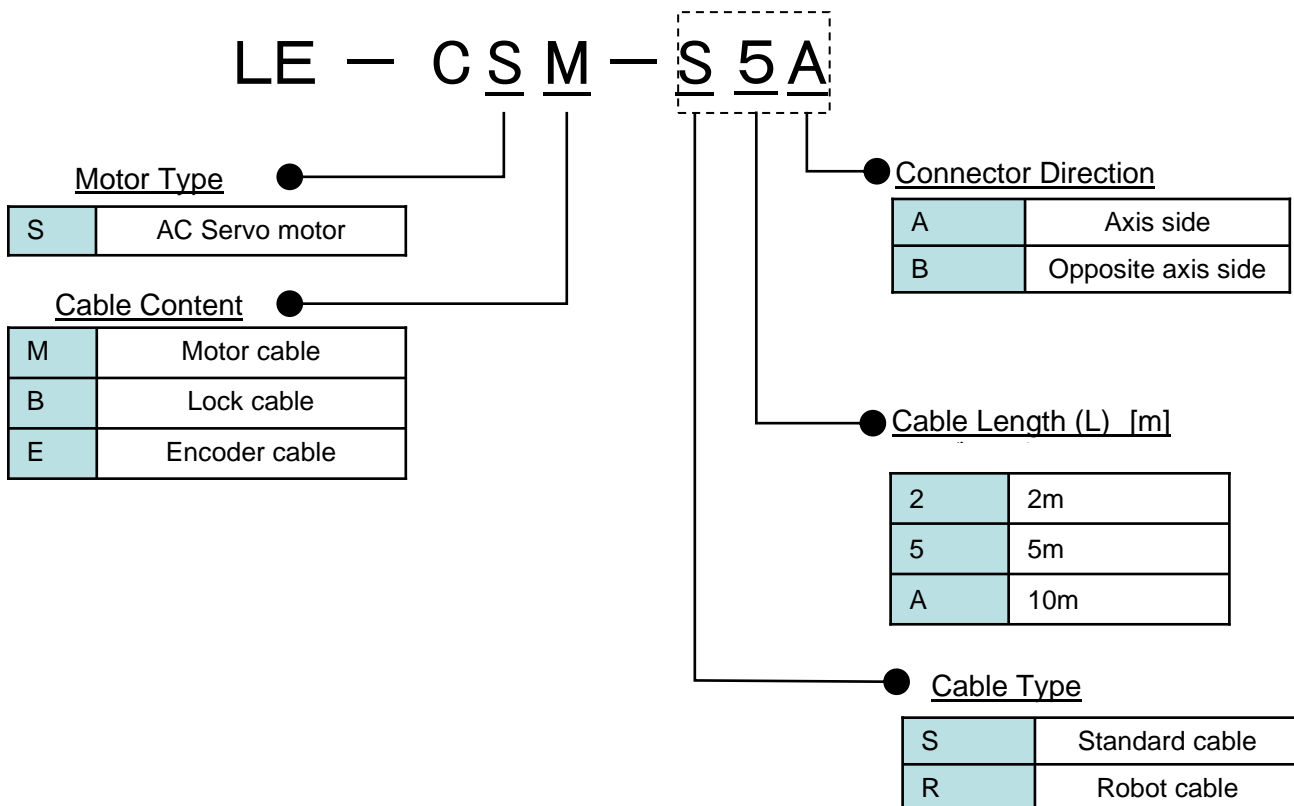 LE － CSM－S5A
Motor Type
S AC Servo motor
Cable Content
M Motor cable
B Lock cable
E Encoder cable
Connector Direction
A Axis side
B Opposite axis side
Cable Length (L) [m]
2 2m
5 5m
A 10m
Cable Type
S Standard cable
R Robot cable